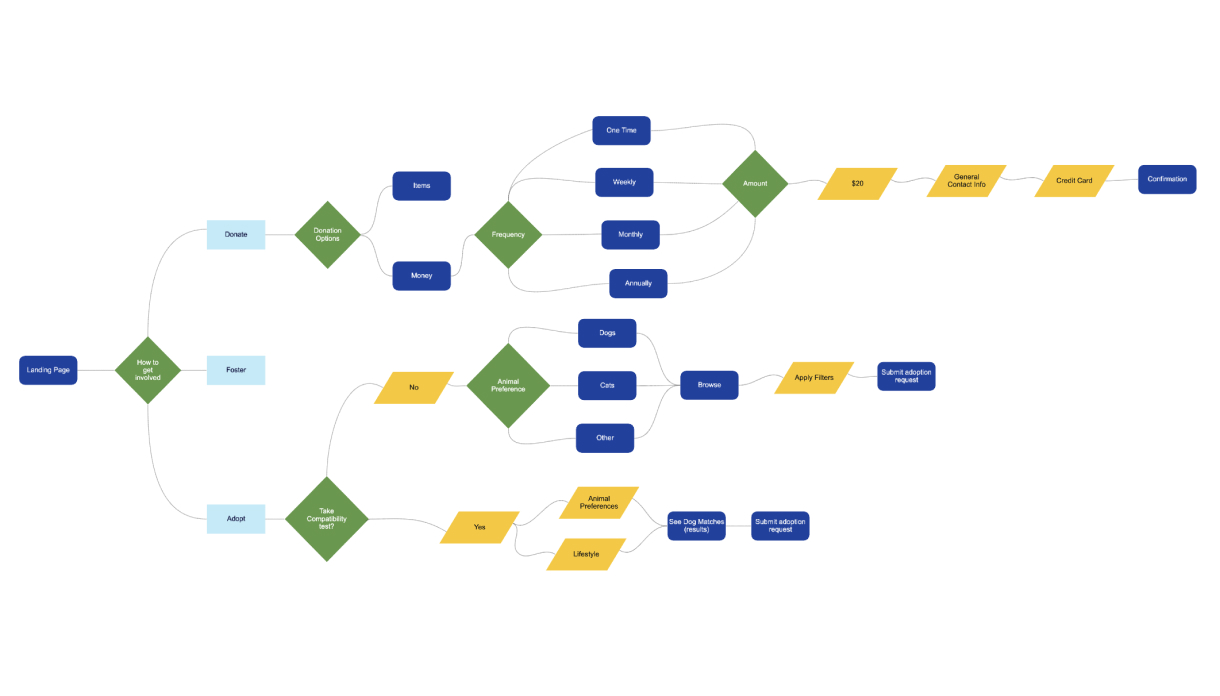 One Time
Items
Weekly
Amount
$20
General
Contact Info
Credit Card
Confirmation
Donate
Donation
Options
Frequency
Monthly
Money
Annually
Landing Page
How to
get
involved
Foster
No
Animal
Preference
Dogs
Cats
Other
Browse
Apply Filters
Submit adoption
request
Adopt
Take
Compatibility
test?
Yes
Animal
Preferences
Lifestyle
See Dog Matches
(results)
Submit adoption
request